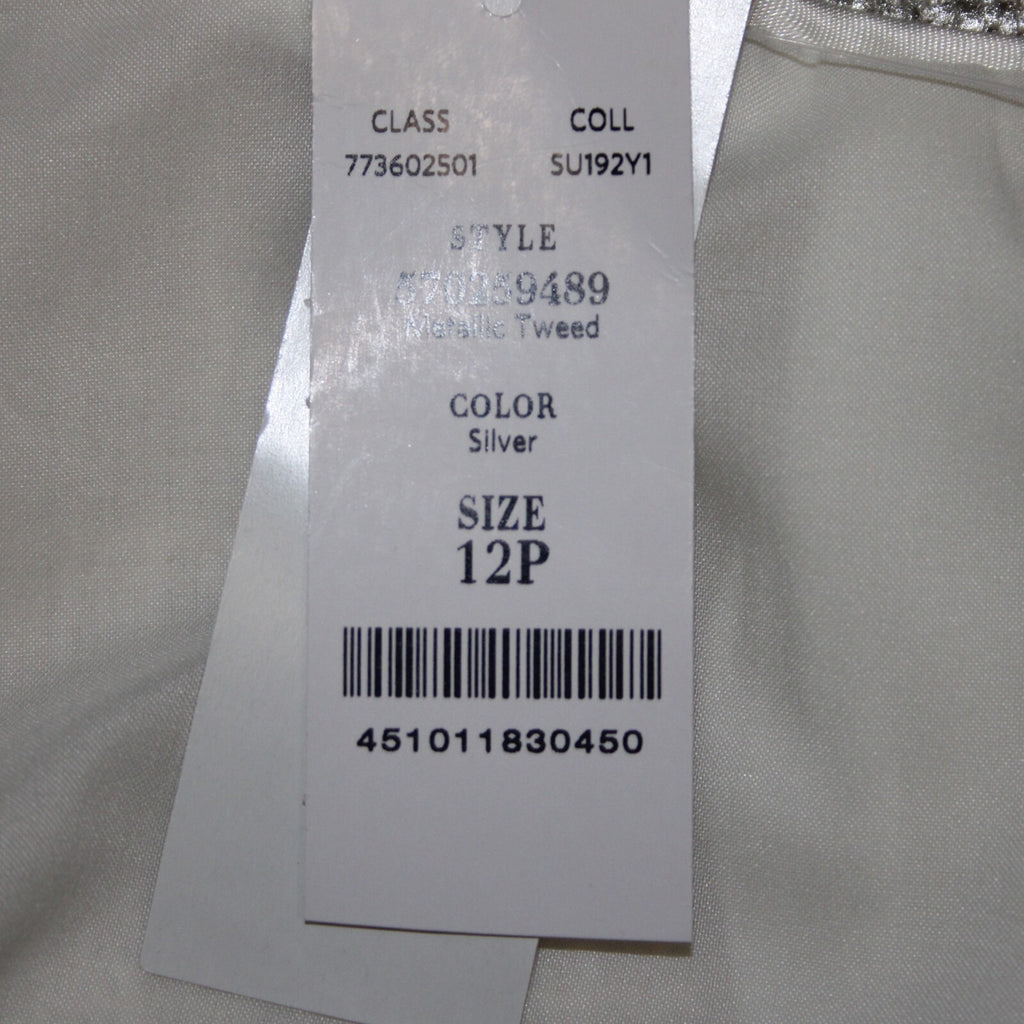 CLASS COLL
773602501 SU192Y1
STYLE
570259489
Metallic Tweed
COLOR
Silver
SIZE
12P
451011830450